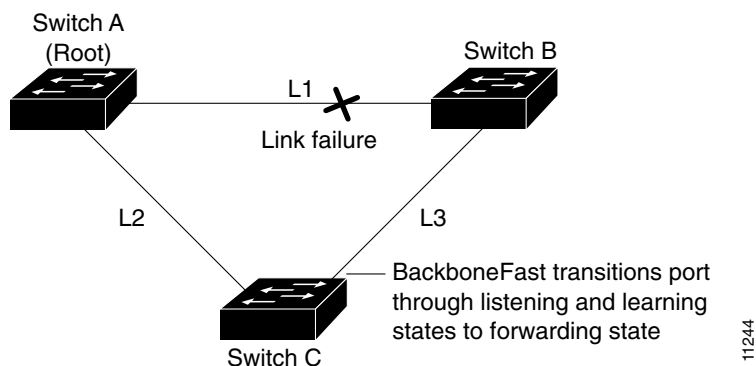 Switch A
(Root)
Switch B
L1
Link failure
L2
L3
BackboneFast transitions port
through listening and learning
states to forwarding state
Switch C
11244